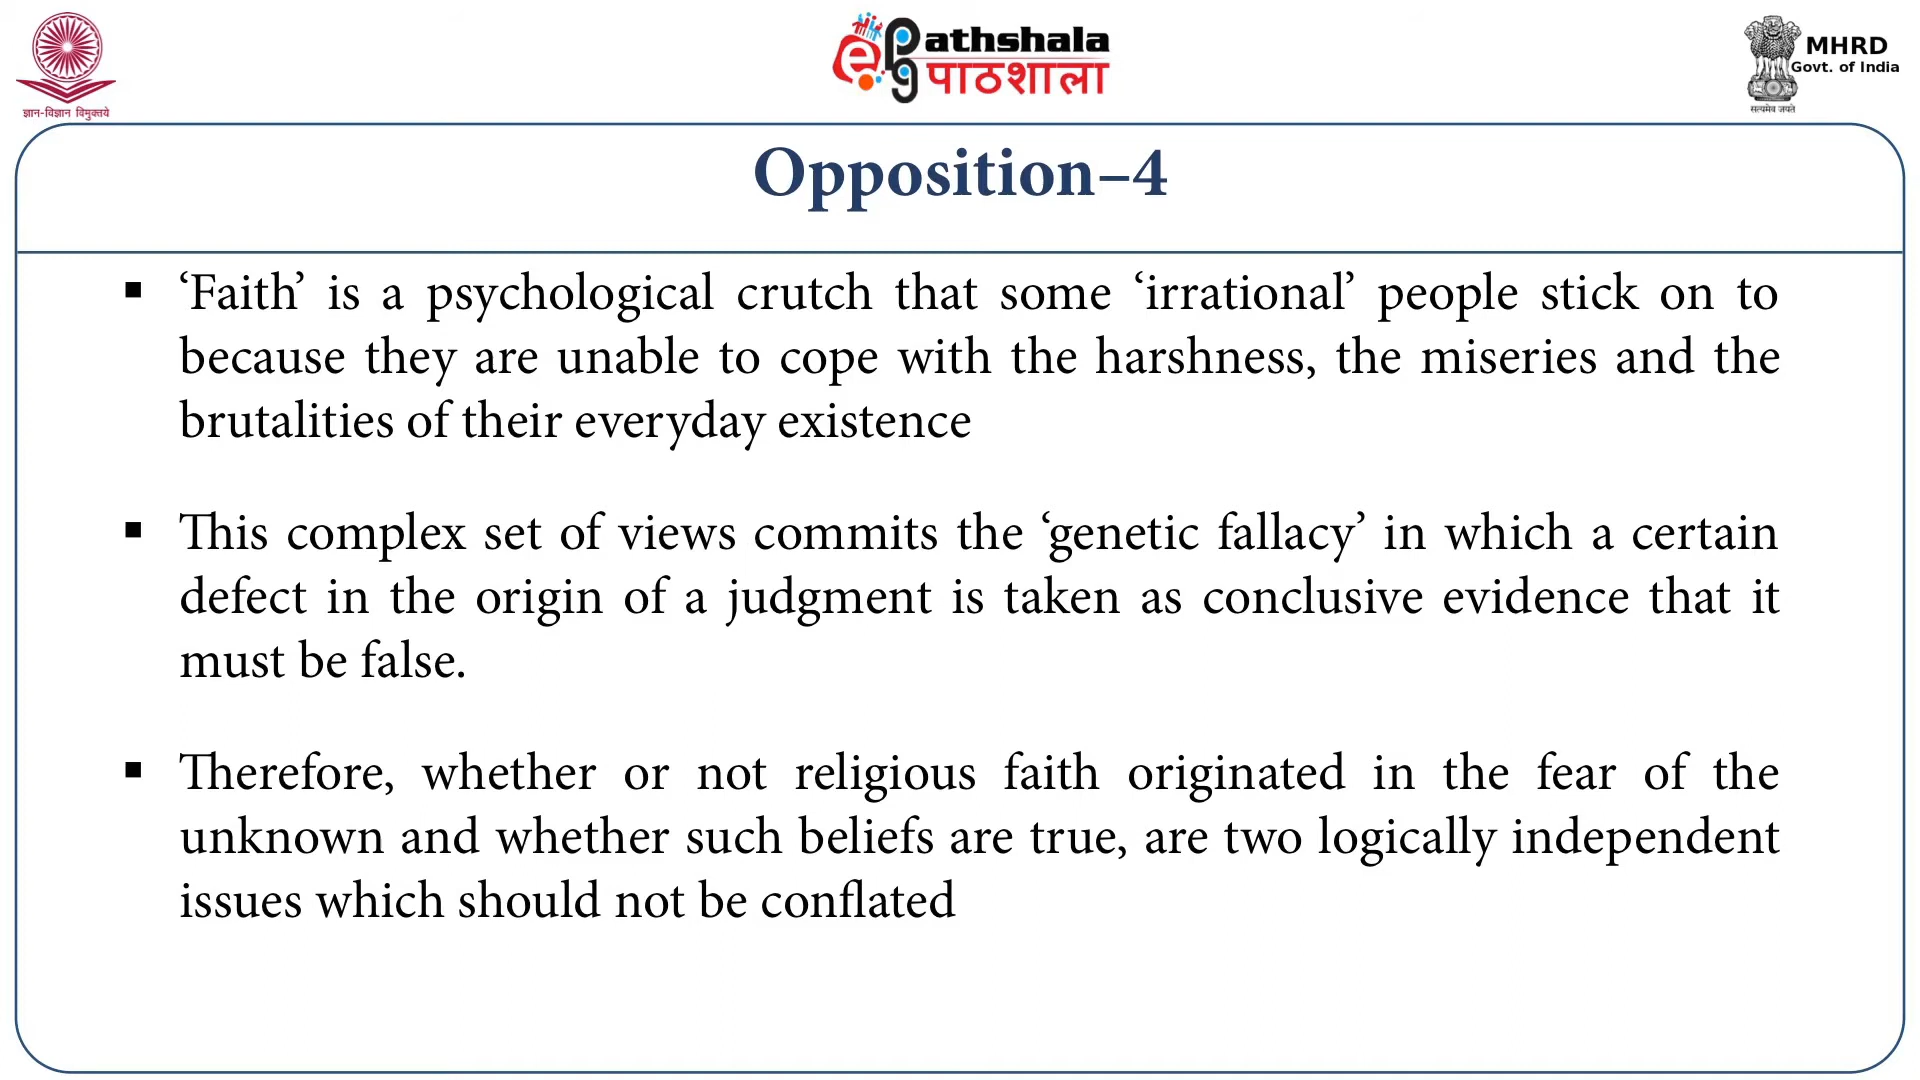 ज्ञान-विज्ञान विमुक्तये
ePG athshala
पाठशाला
MHRD
Govt. of India
सत्यमेव जयते
Opposition–4
▪ ‘Faith’ is a psychological crutch that some ‘irrational’ people stick on to
because they are unable to cope with the harshness, the miseries and the
brutalities of their everyday existence
▪ This complex set of views commits the ‘genetic fallacy’ in which a certain
defect in the origin of a judgment is taken as conclusive evidence that it
must be false.
▪ Therefore, whether or not religious faith originated in the fear of the
unknown and whether such beliefs are true, are two logically independent
issues which should not be conflated